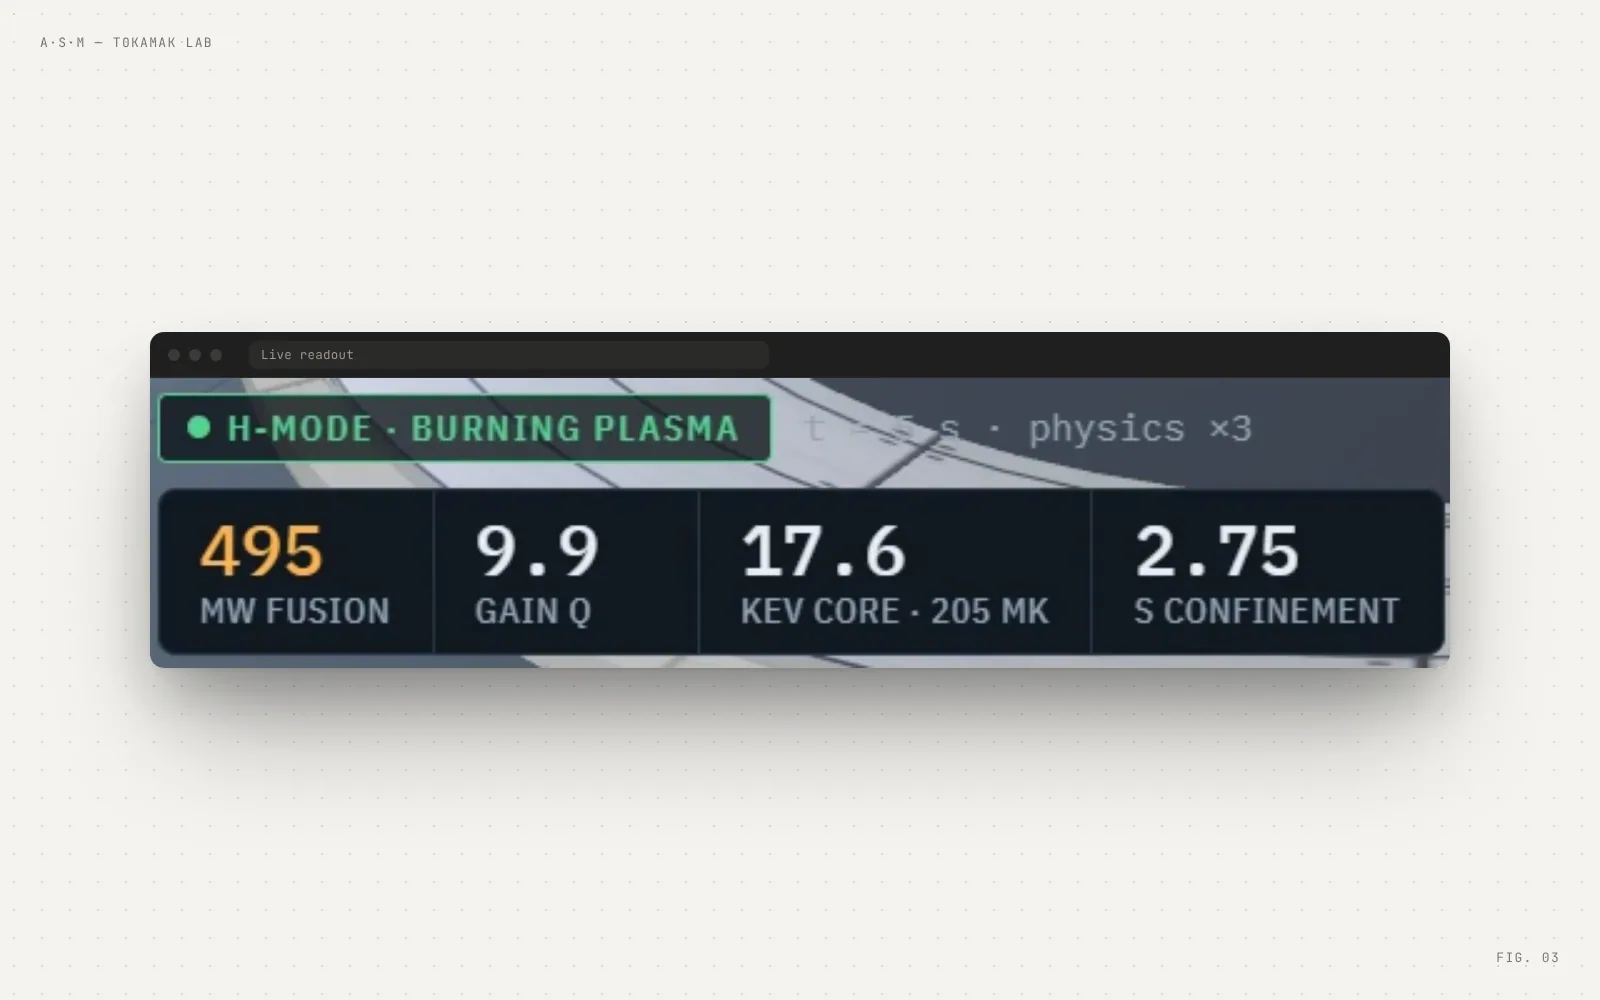 A·S·M — TOKAMAK LAB
Live readout
H-MODE · BURNING PLASMA
t = 5 s · physics ×3
495
MW FUSION
9.9
GAIN Q
17.6
KEV CORE · 205 MK
2.75
S CONFINEMENT
FIG. 03